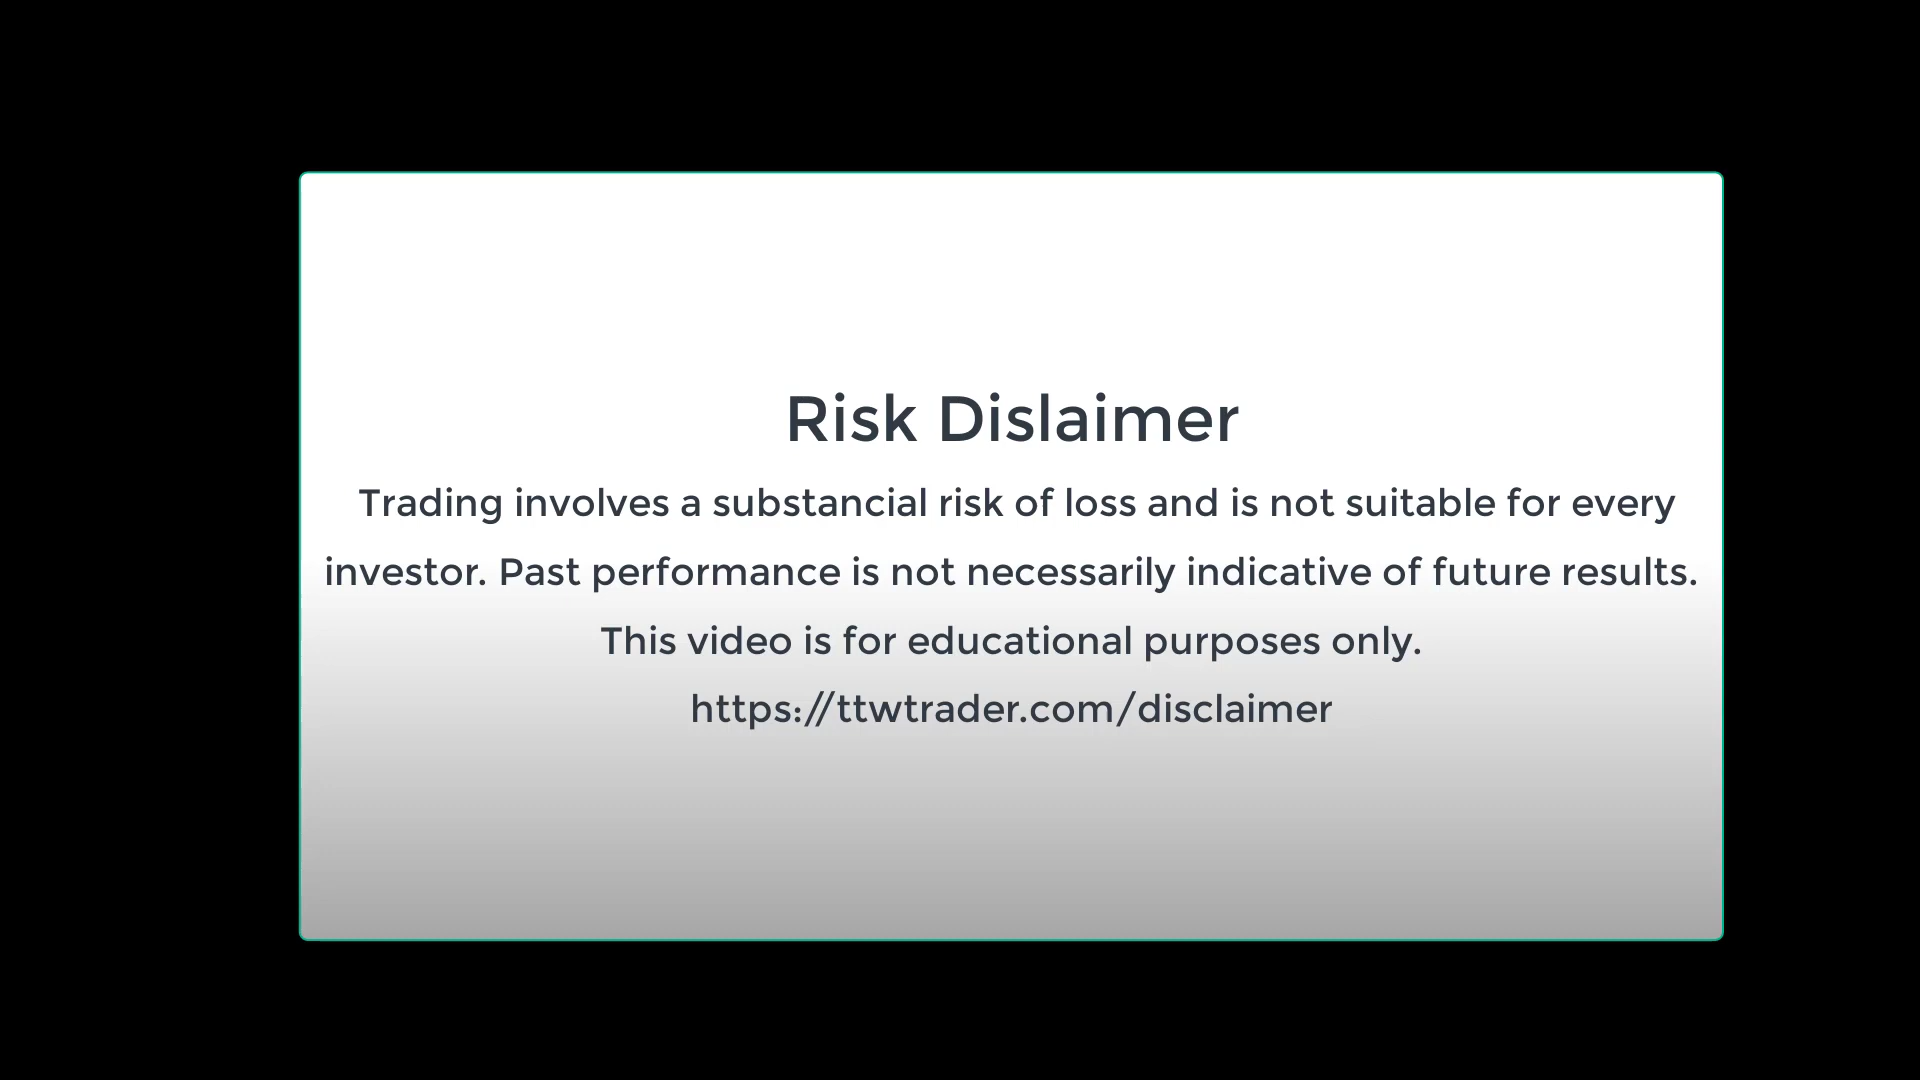 Risk Dislaimer
Trading involves a substancial risk of loss and is not suitable for every
investor. Past performance is not necessarily indicative of future results.
This video is for educational purposes only.
https://ttwtrader.com/disclaimer